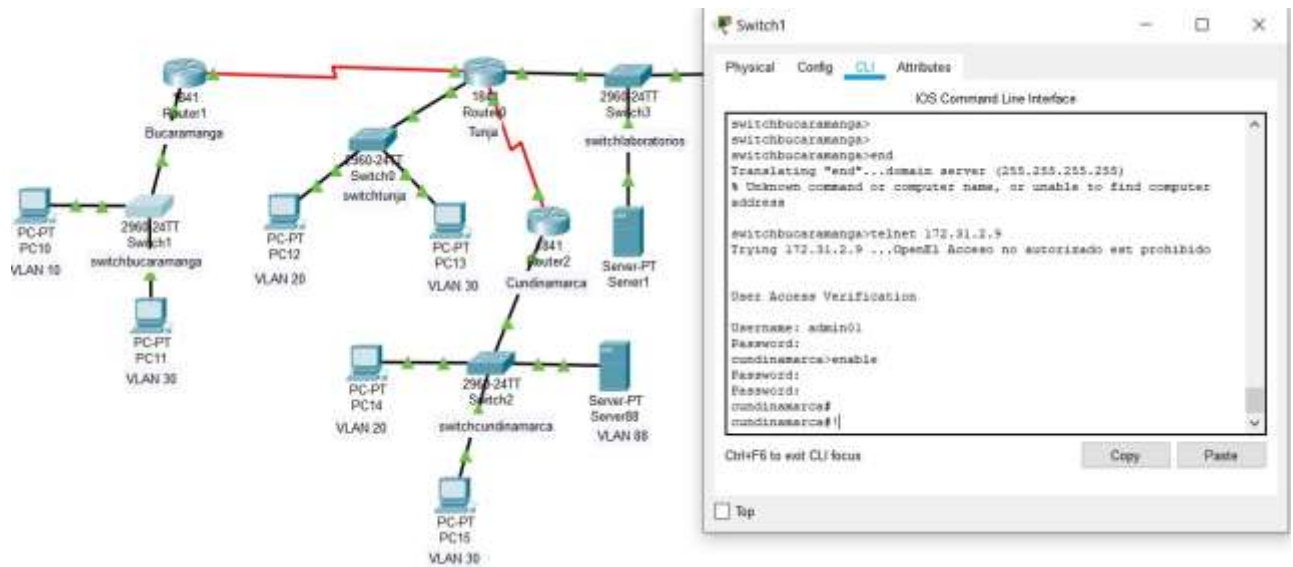 1841
Router1
Bucaramanga
1841
Router0
Tunja
2960-24TT
Switch3
switchlaboratorios
2960-24TT
Switch0
switchtunja
PC-PT
PC10
VLAN 10
2960-24TT
Switch1
switchbucaramanga
PC-PT
PC12
VLAN 20
PC-PT
PC13
VLAN 30
1841
Router2
Cundinamarca
Server-PT
Server1
PC-PT
PC11
VLAN 30
PC-PT
PC14
VLAN 20
2960-24TT
Switch2
switchcundinamarca
Server-PT
Server88
VLAN 88
PC-PT
PC15
VLAN 30
Switch1
Physical Config CLI Attributes
IOS Command Line Interface
switchbucaramanga>
switchbucaramanga>
switchbucaramanga>end
Translating "end"...domain server (255.255.255.255)
% Unknown command or computer name, or unable to find computer
address
switchbucaramanga>telnet 172.31.2.9
Trying 172.31.2.9 ...OpenEl Acceso no autorizado est prohibido
User Access Verification
Username: admin01
Password:
cundinamarca>enable
Password:
Password:
cundinamarca#
cundinamarca#!
Ctrl+F6 to exit CLI focus
Copy
Paste
Top